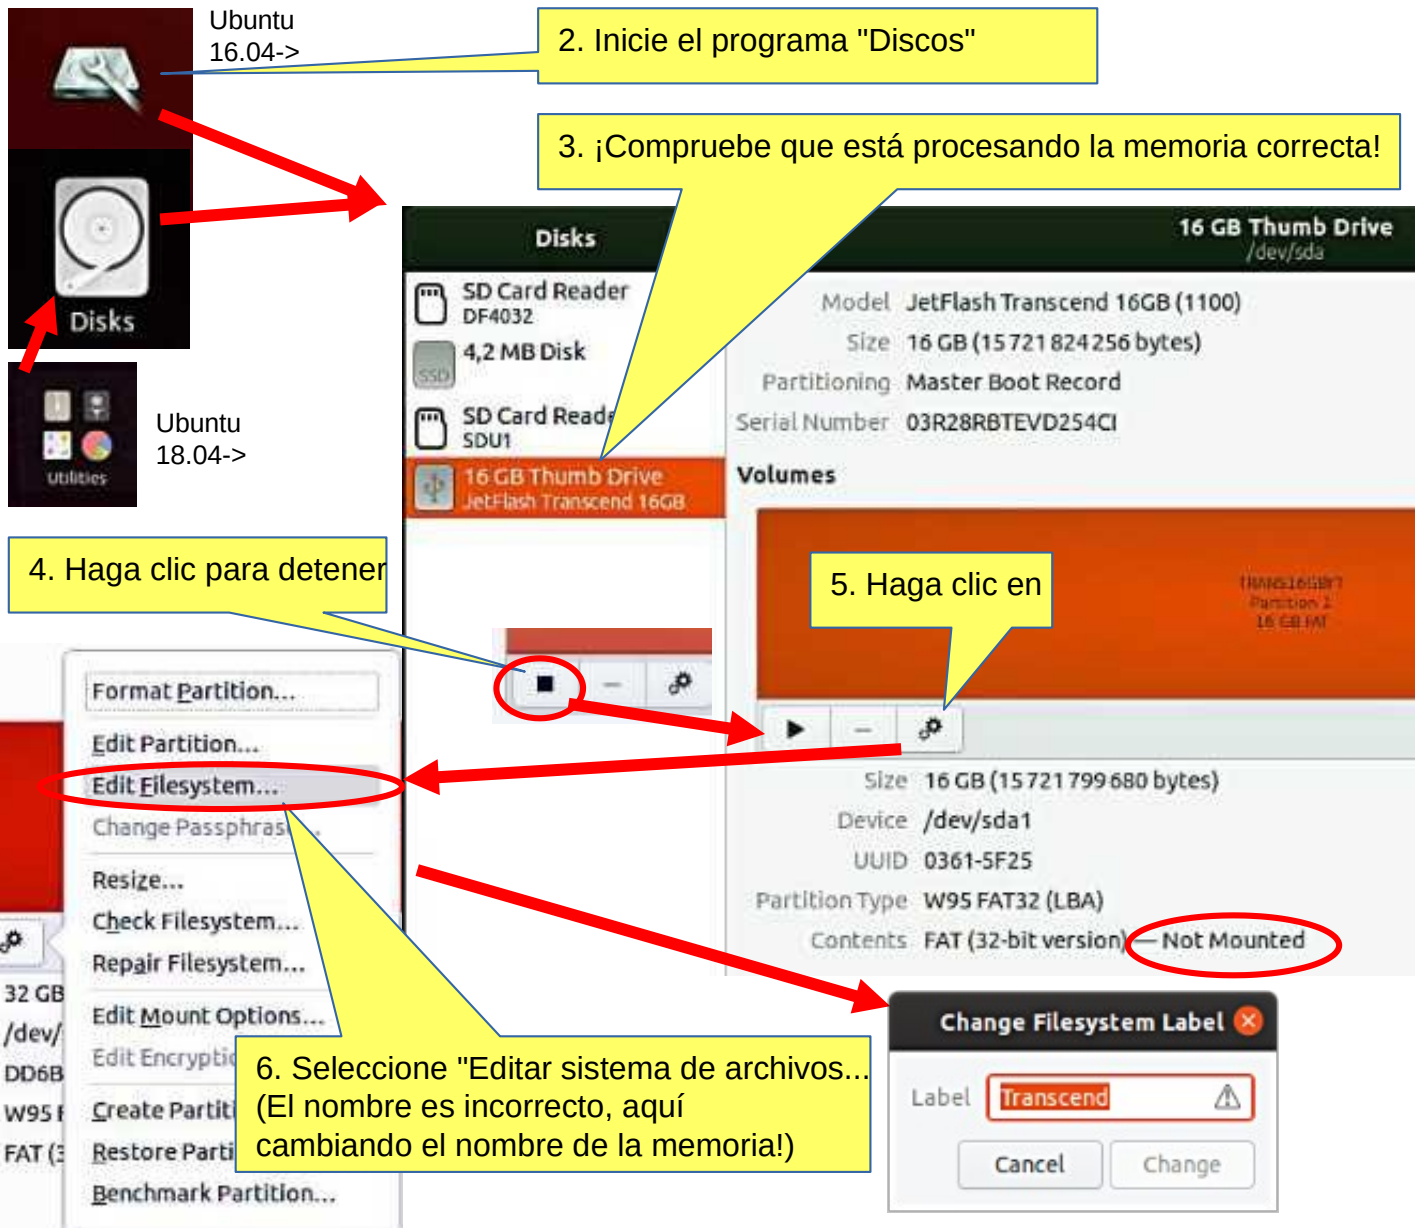 Ubuntu
16.04->
2. Inicie el programa "Discos"
3. ¡Compruebe que está procesando la memoria correcta!
Disks
Ubuntu
18.04->
Utilities
Disks
16 GB Thumb Drive
/dev/sda
SD Card Reader
DF4032
4,2 MB Disk
SSD
SD Card Reade
SDU1
16 GB Thumb Drive
JetFlash Transcend 16GB
Model JetFlash Transcend 16GB (1100)
Size 16 GB (15 721 824 256 bytes)
Partitioning Master Boot Record
Serial Number 03R28RBTEVD254CI
Volumes
Partition 1
16 GB FAT
4. Haga clic para detener
5. Haga clic en
Size 16 GB (15 721 799 680 bytes)
Device /dev/sda1
UUID 0361-5F25
Partition Type W95 FAT32 (LBA)
Contents FAT (32-bit version) — Not Mounted
Format Partition...
Edit Partition...
Edit Filesystem...
Change Passphras
Resize...
Check Filesystem...
Repair Filesystem...
Edit Mount Options...
Edit Encryptio
Create Partiti
Restore Parti
Benchmark Partition...
32 GB
/dev/
DD6B
W95 F
FAT (3
6. Seleccione "Editar sistema de archivos...
(El nombre es incorrecto, aquí
cambiando el nombre de la memoria!)
Change Filesystem Label
Label Transcend
Cancel
Change